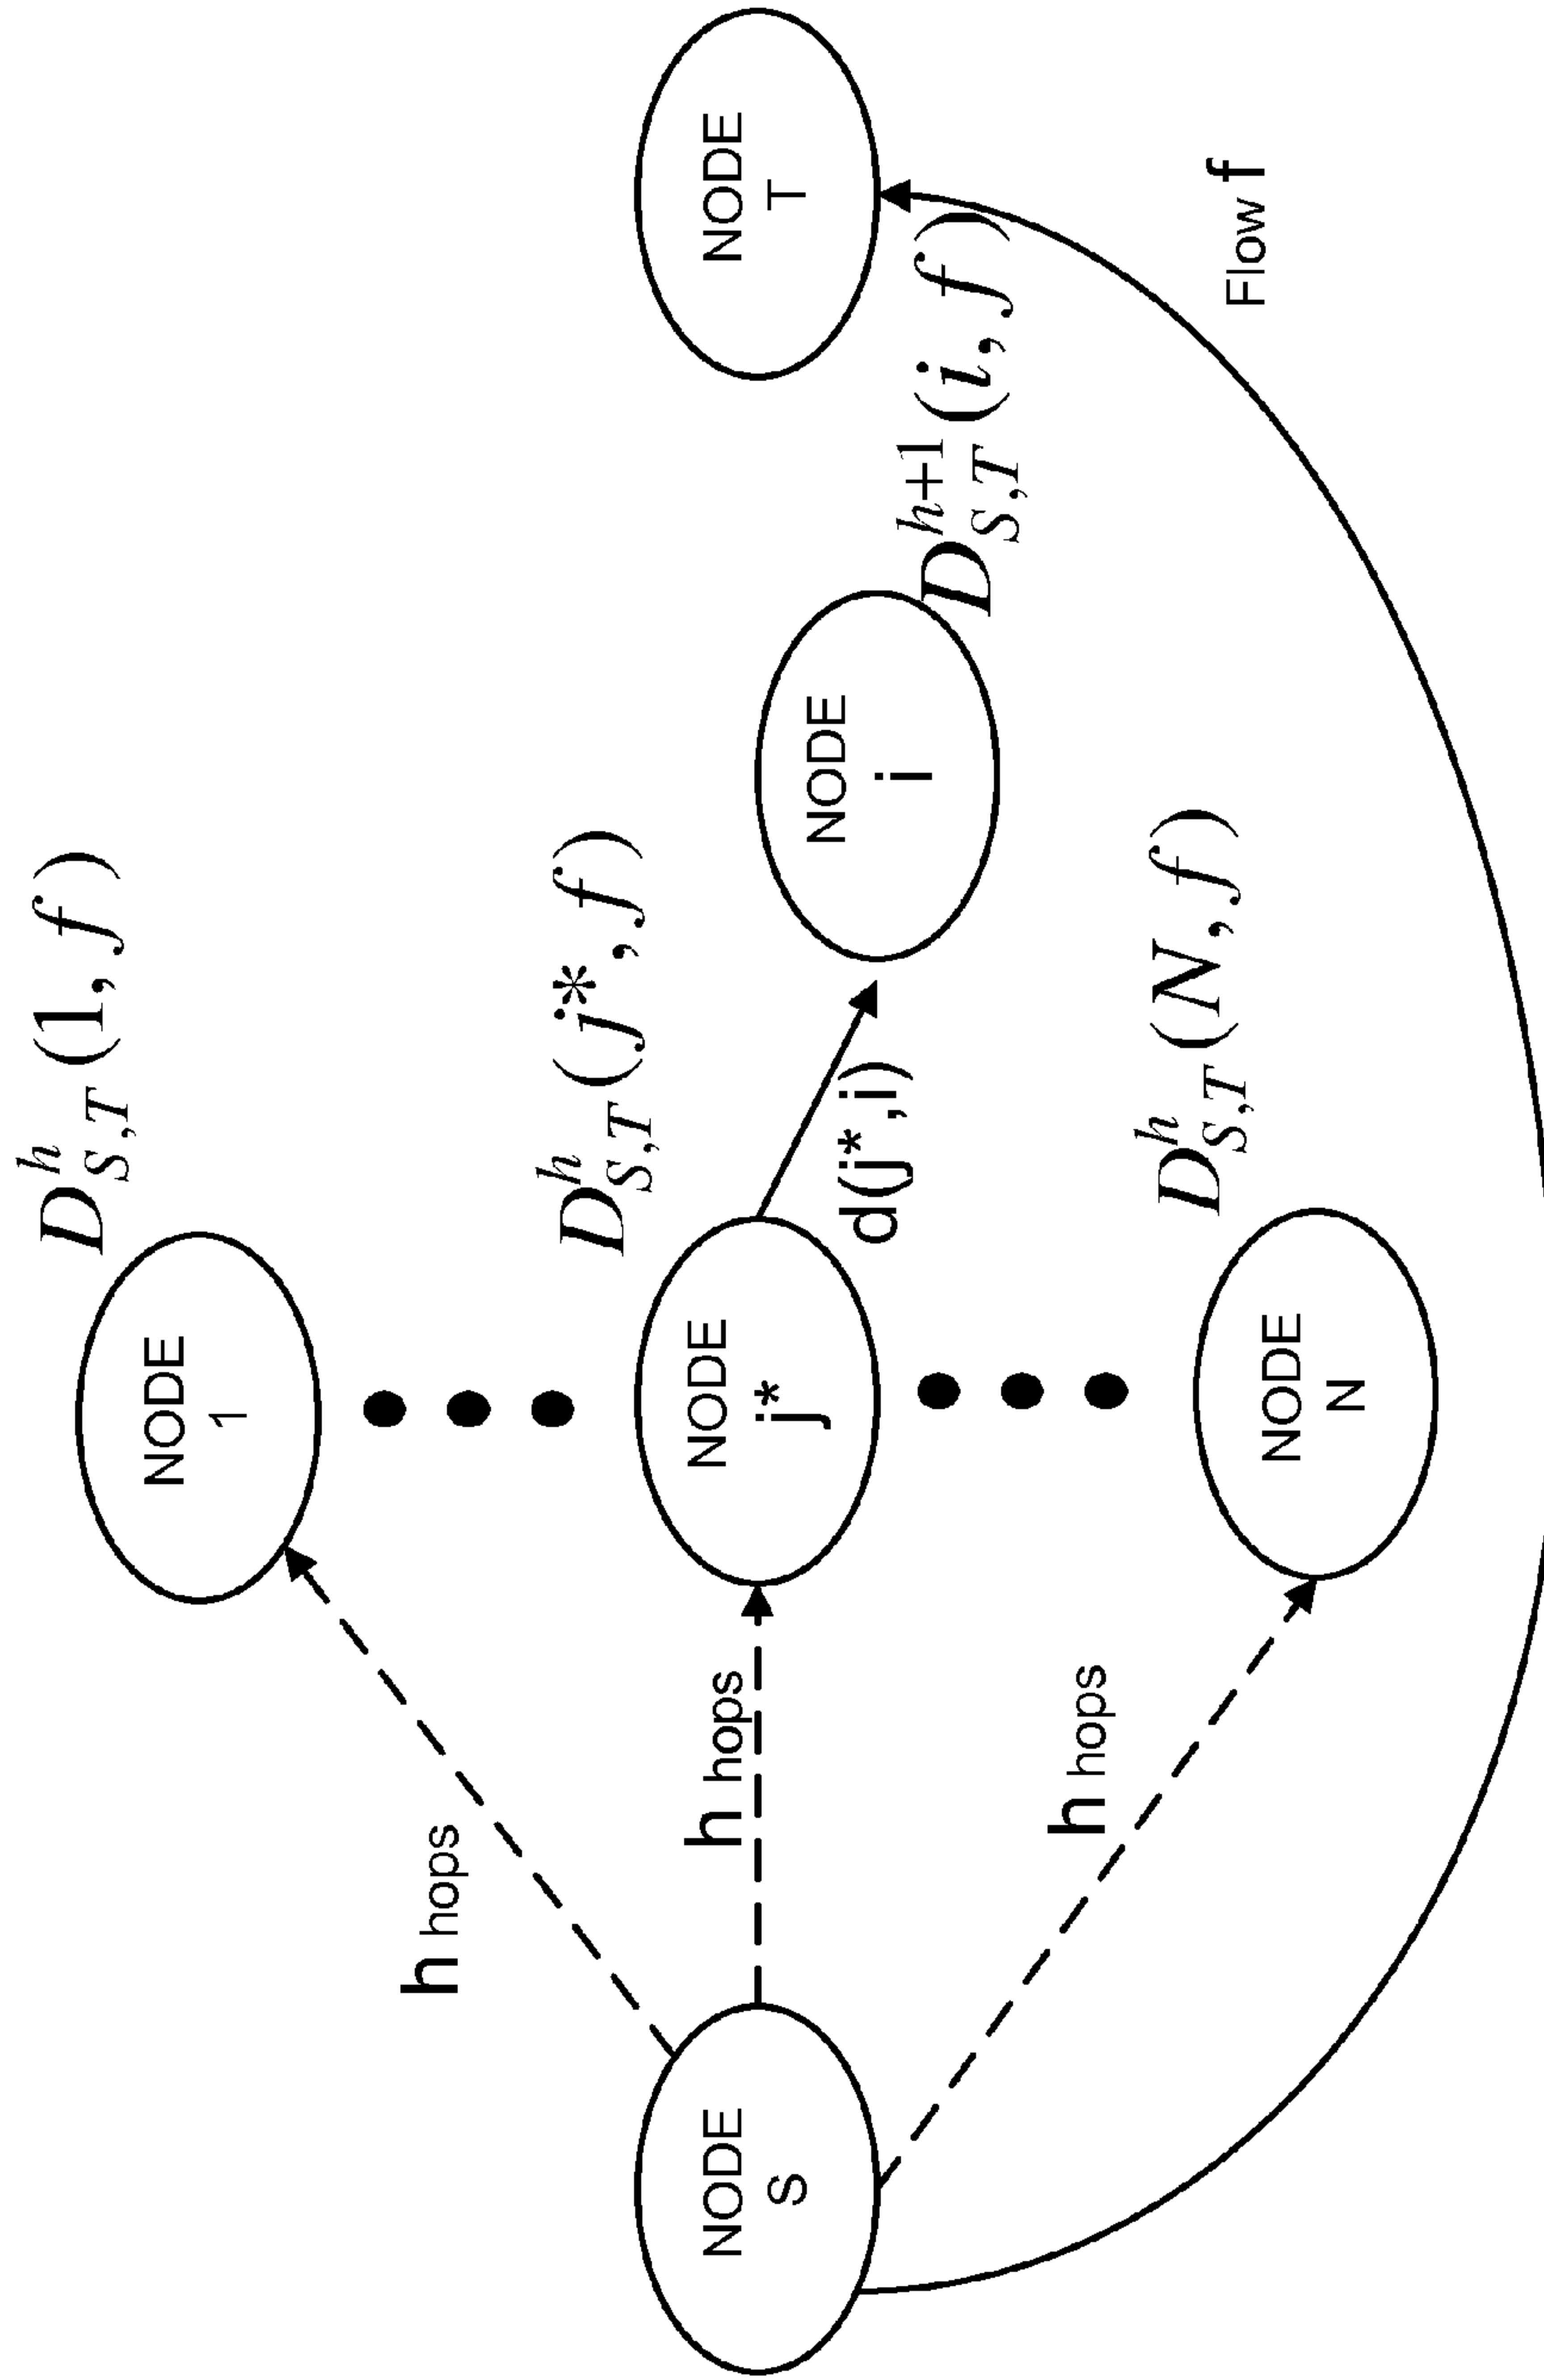 NODE
S
h hops
h hops
h hops
NODE
1
D^h_{S,T}(1,f)
NODE
j*
D^h_{S,T}(j*,f)
d(j*,i)
NODE
N
D^h_{S,T}(N,f)
NODE
i
D^{h+1}_{S,T}(i,f)
NODE
T
Flow f